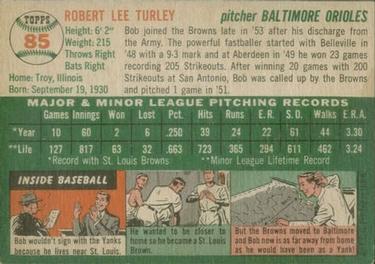 TOPPS
85
ROBERT LEE TURLEY
pitcher BALTIMORE ORIOLES
Height: 6' 2"
Weight: 215
Throws Right
Bats Right
Home: Troy, Illinois
Born: September 19, 1930
Bob joined the Browns late in '53 after his discharge from
the Army. The powerful fastballer started with Belleville in
'48 with a 9-3 mark and at Aberdeen in '49 he won 23 games
recording 205 Strikeouts. After winning 20 games with 200
Strikeouts at San Antonio, Bob was called up by the Browns and
pitched 1 game in '51.
MAJOR & MINOR LEAGUE PITCHING RECORDS
Games Innings Won Lost Pct. Hits Runs E.R. S.O. Walks E.R.A.
*Year 10 60 2 6 .250 39 24 22 61 44 3.30
**Life 127 817 63 32 .663 723 365 294 611 462 3.24
*Record with St. Louis Browns
**Minor League Lifetime Record
INSIDE BASEBALL
Bob wouldn't sign with the Yanks
because he lives near St. Louis.
He wanted to be closer to
home so he became a St. Louis
Brown.
But the Browns moved to Baltimore
and Bob now is as far away from home
as he would have been as a Yank!